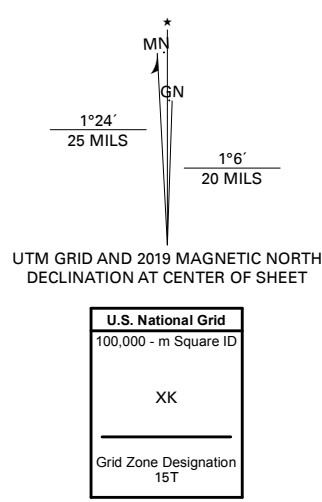 MN
GN
1°24´
25 MILS
1°6´
20 MILS
UTM GRID AND 2019 MAGNETIC NORTH
DECLINATION AT CENTER OF SHEET
U.S. National Grid
100,000 - m Square ID
XK
Grid Zone Designation
15T